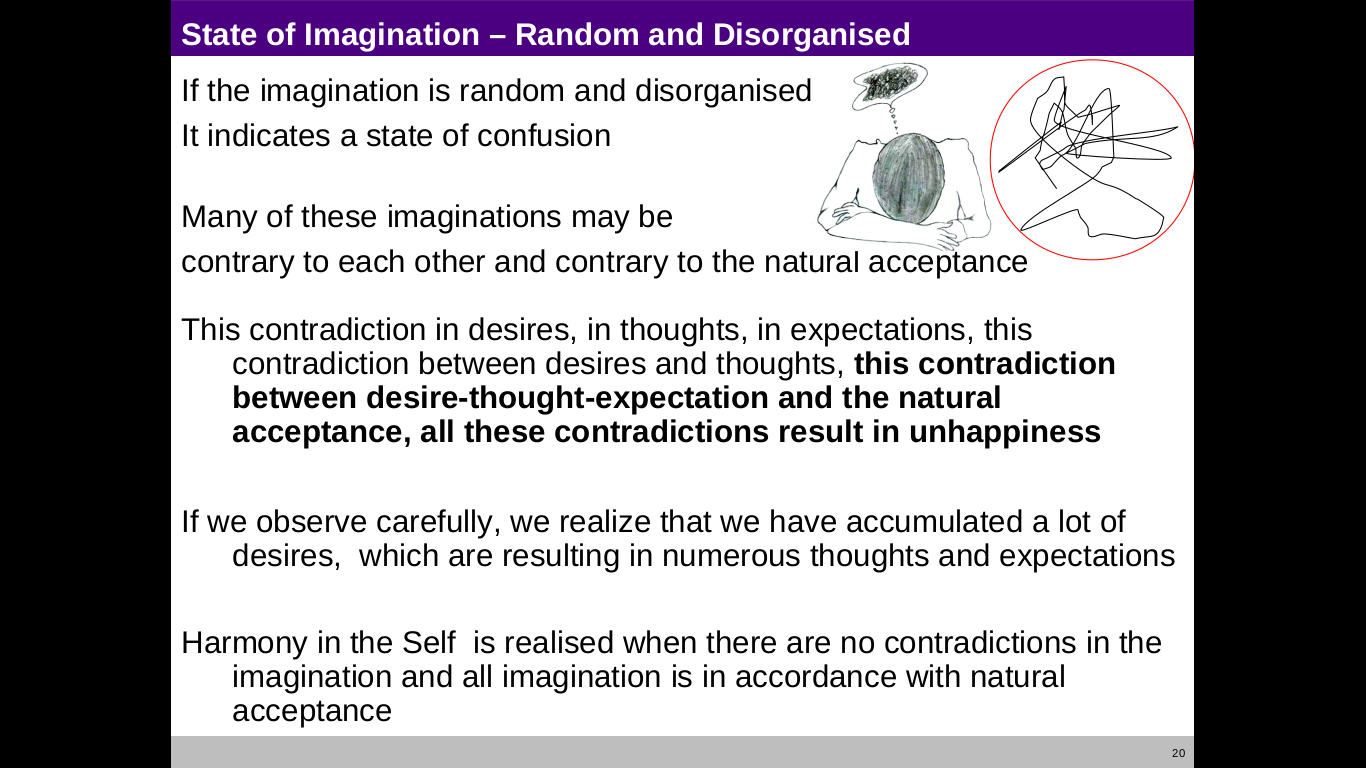 State of Imagination – Random and Disorganised
If the imagination is random and disorganised
It indicates a state of confusion
Many of these imaginations may be
contrary to each other and contrary to the natural acceptance
This contradiction in desires, in thoughts, in expectations, this
contradiction between desires and thoughts, this contradiction
between desire-thought-expectation and the natural
acceptance, all these contradictions result in unhappiness
If we observe carefully, we realize that we have accumulated a lot of
desires,  which are resulting in numerous thoughts and expectations
Harmony in the Self  is realised when there are no contradictions in the
imagination and all imagination is in accordance with natural
acceptance
20